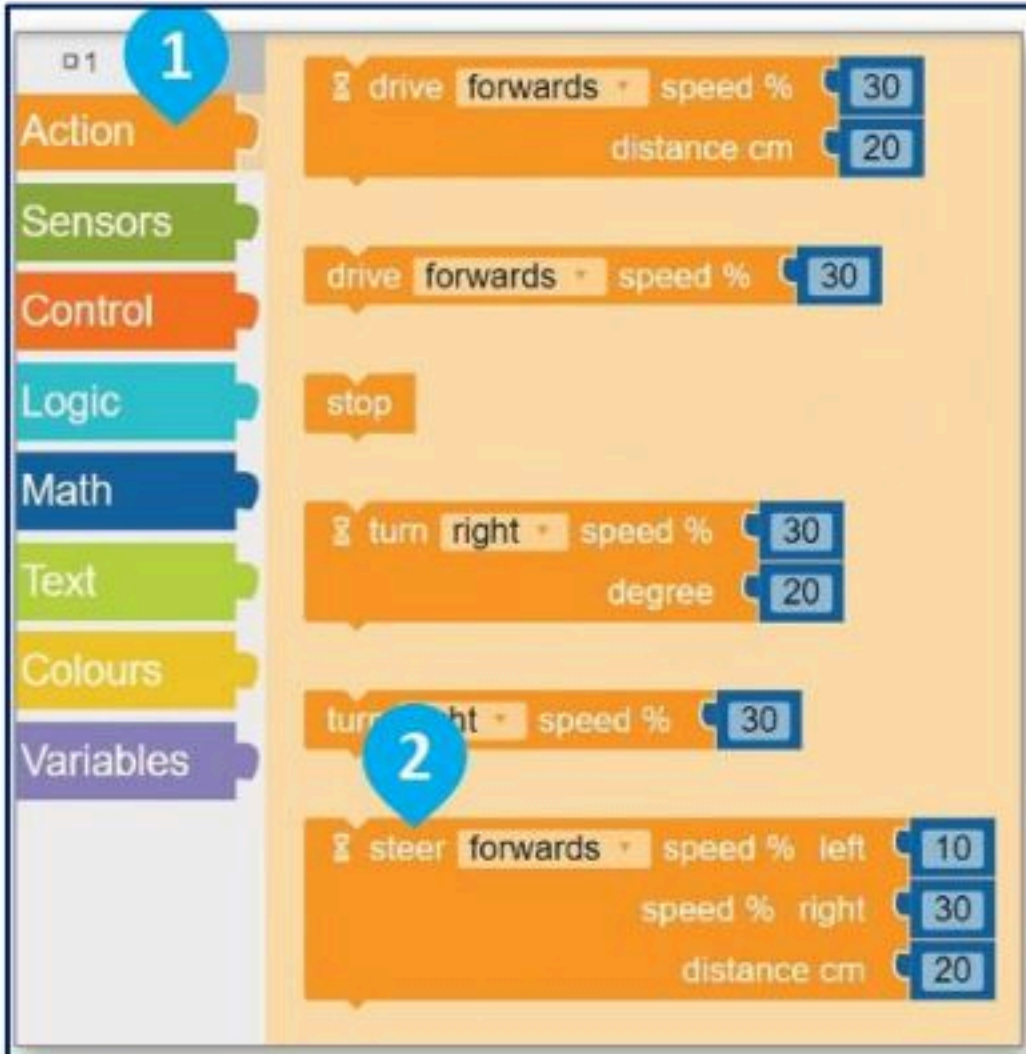 1
1
Action
Sensors
Control
Logic
Math
Text
Colours
Variables
drive forwards speed % 30
distance cm 20
drive forwards speed % 30
stop
turn right speed % 30
degree 20
speed % 30
2
steer forwards speed % left 10
speed % right 30
distance cm 20